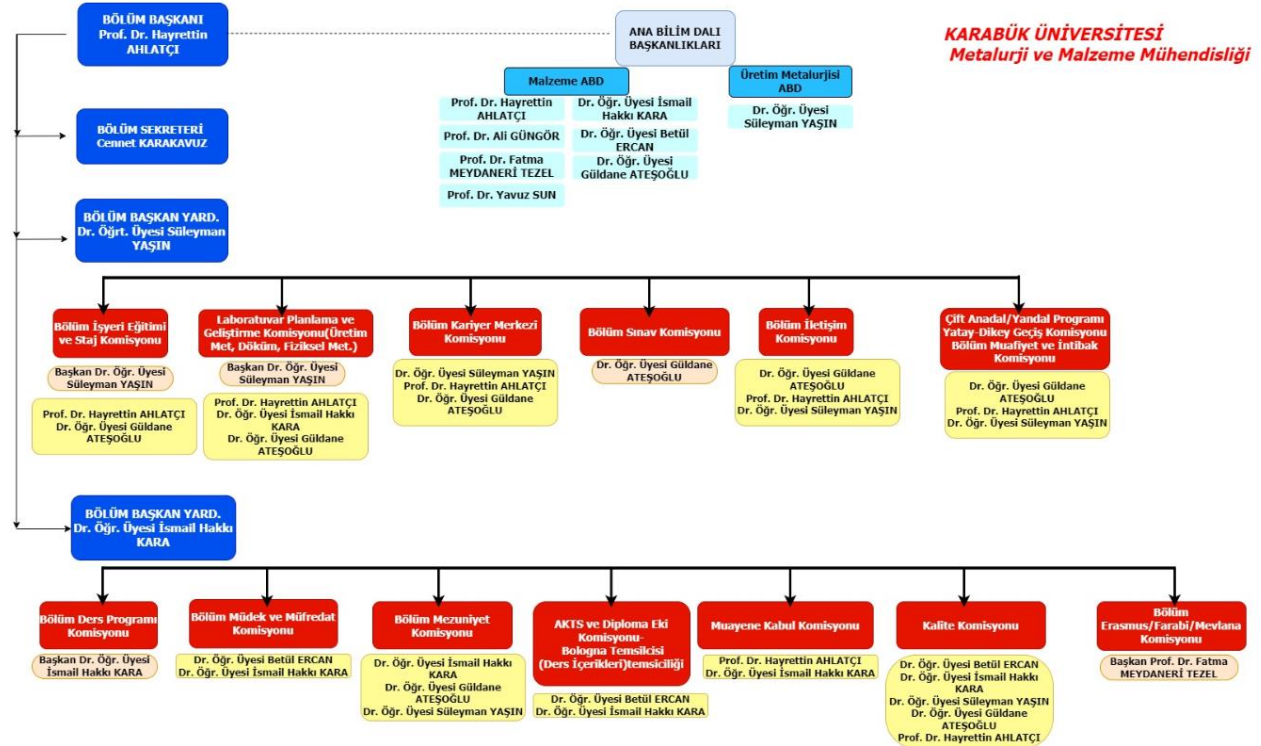 BÖLÜM BAŞKANI
Prof. Dr. Hayrettin
AHLATÇI
ANA BİLİM DALI
BAŞKANLIKLARI
KARABÜK ÜNİVERSİTESİ
Metalurji ve Malzeme Mühendisliği
Malzeme ABD
Üretim Metalurjisi
ABD
Prof. Dr. Hayrettin
AHLATÇI
Dr. Öğr. Üyesi İsmail
Hakkı KARA
Dr. Öğr. Üyesi
Süleyman YAŞIN
Prof. Dr. Ali GÜNGÖR
Dr. Öğr. Üyesi Betül
ERCAN
Prof. Dr. Fatma
MEYDANERİ TEZEL
Dr. Öğr. Üyesi
Güldane ATEŞOĞLU
Prof. Dr. Yavuz SUN
BÖLÜM SEKRETERİ
Cennet KARAKAVUZ
BÖLÜM BAŞKAN YARD.
Dr. Öğrt. Üyesi Süleyman
YAŞIN
Bölüm İşyeri Eğitimi
ve Staj Komisyonu
Başkan Dr. Öğr. Üyesi
Süleyman YAŞIN
Prof. Dr. Hayrettin AHLATÇI
Dr. Öğr. Üyesi Güldane
ATEŞOĞLU
Laboratuvar Planlama ve
Geliştirme Komisyonu(Üretim
Met, Döküm, Fiziksel Met.)
Başkan Dr. Öğr. Üyesi
Süleyman YAŞIN
Prof. Dr. Hayrettin AHLATÇI
Dr. Öğr. Üyesi İsmail Hakkı
KARA
Dr. Öğr. Üyesi Güldane
ATEŞOĞLU
Bölüm Kariyer Merkezi
Komisyonu
Dr. Öğr. Üyesi Süleyman YAŞIN
Prof. Dr. Hayrettin AHLATÇI
Dr. Öğr. Üyesi Güldane
ATEŞOĞLU
Bölüm Sınav Komisyonu
Dr. Öğr. Üyesi Güldane
ATEŞOĞLU
Bölüm İletişim
Komisyonu
Dr. Öğr. Üyesi Güldane
ATEŞOĞLU
Prof. Dr. Hayrettin AHLATÇI
Dr. Öğr. Üyesi Süleyman YAŞIN
Çift Anadal/Yandal Programı
Yatay-Dikey Geçiş Komisyonu
Bölüm Muafiyet ve İntibak
Komisyonu
Dr. Öğr. Üyesi Güldane
ATEŞOĞLU
Prof. Dr. Hayrettin AHLATÇI
Dr. Öğr. Üyesi Süleyman YAŞIN
BÖLÜM BAŞKAN YARD.
Dr. Öğr. Üyesi İsmail Hakkı
KARA
Bölüm Ders Programı
Komisyonu
Başkan Dr. Öğr. Üyesi
İsmail Hakkı KARA
Bölüm Müdek ve Müfredat
Komisyonu
Dr. Öğr. Üyesi Betül ERCAN
Dr. Öğr. Üyesi İsmail Hakkı KARA
Bölüm Mezuniyet
Komisyonu
Dr. Öğr. Üyesi İsmail Hakkı
KARA
Dr. Öğr. Üyesi Güldane
ATEŞOĞLU
Dr. Öğr. Üyesi Süleyman YAŞIN
AKTS ve Diploma Eki
Komisyonu-
Bologna Temsilcisi
(Ders İçerikleri)temsiciliği
Dr. Öğr. Üyesi Betül ERCAN
Dr. Öğr. Üyesi İsmail Hakkı KARA
Muayene Kabul Komisyonu
Prof. Dr. Hayrettin AHLATÇI
Dr. Öğr. Üyesi İsmail Hakkı KARA
Kalite Komisyonu
Dr. Öğr. Üyesi Betül ERCAN
Dr. Öğr. Üyesi İsmail Hakkı
KARA
Dr. Öğr. Üyesi Süleyman YAŞIN
Dr. Öğr. Üyesi Güldane
ATEŞOĞLU
Prof. Dr. Hayrettin AHLATÇI
Bölüm
Erasmus/Farabi/Mevlana
Komisyonu
Başkan Prof. Dr. Fatma
MEYDANERİ TEZEL